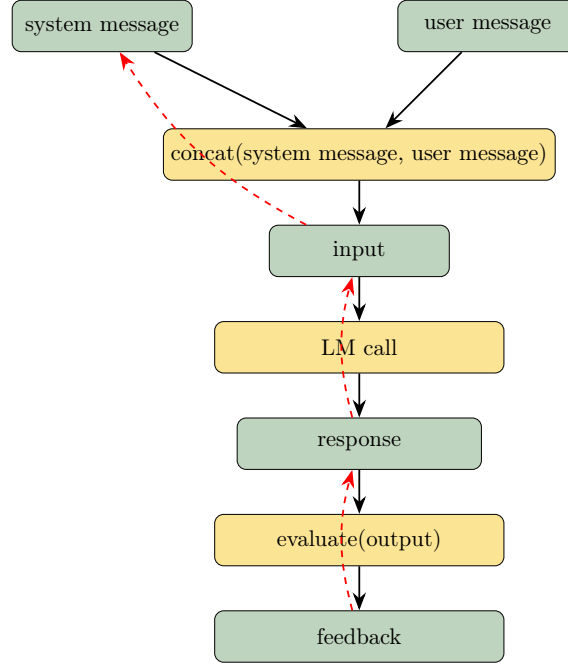 system message
user message
concat(system message, user message)
input
LM call
response
evaluate(output)
feedback